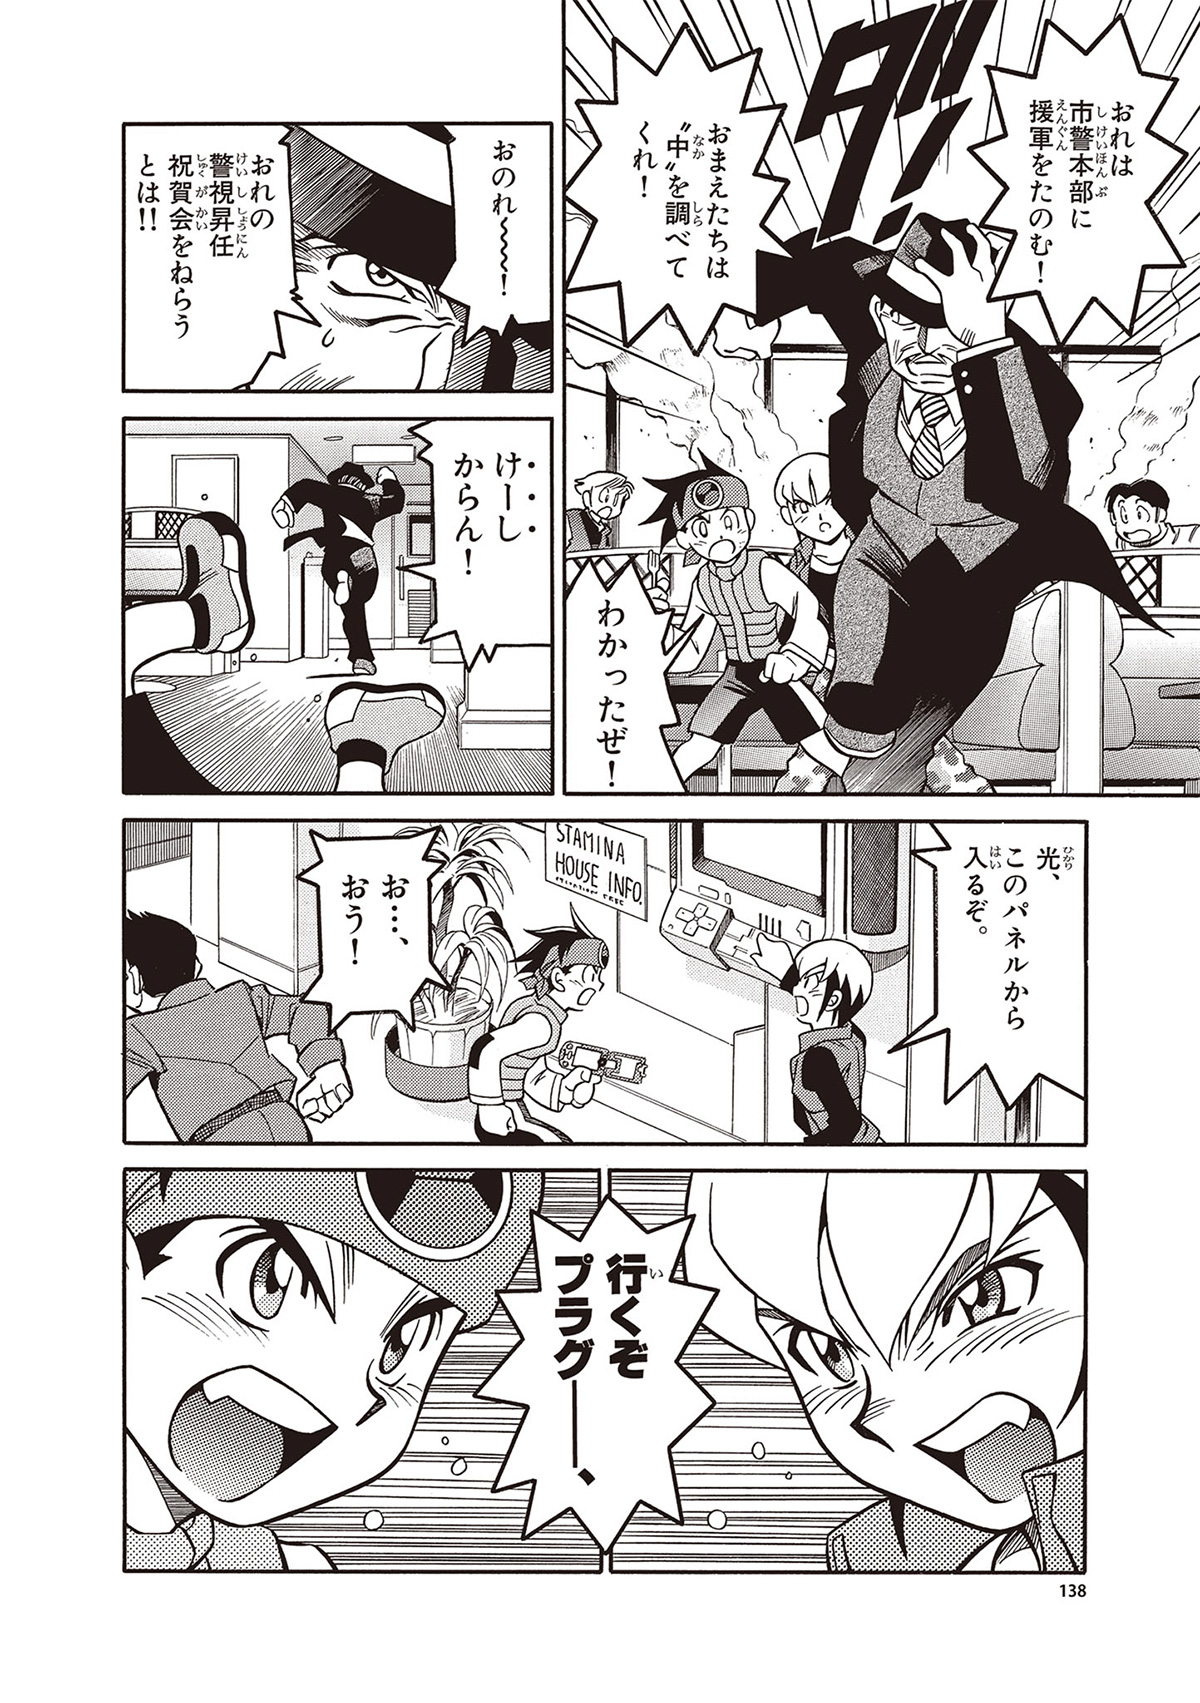 おれは
市警本部に
援軍をたのむ！
ダッ！
おまえたちは
〝中〟を調べて
くれ！
わかったぜ！
おのれ〜〜〜！
おれの
警視昇任
祝賀会をねらう
とは!!
けーし
からん！
光、
このパネルから
入るぞ。
STAMINA
HOUSE INFO.
お…、
おう！
行くぞ
プラグ——、
138